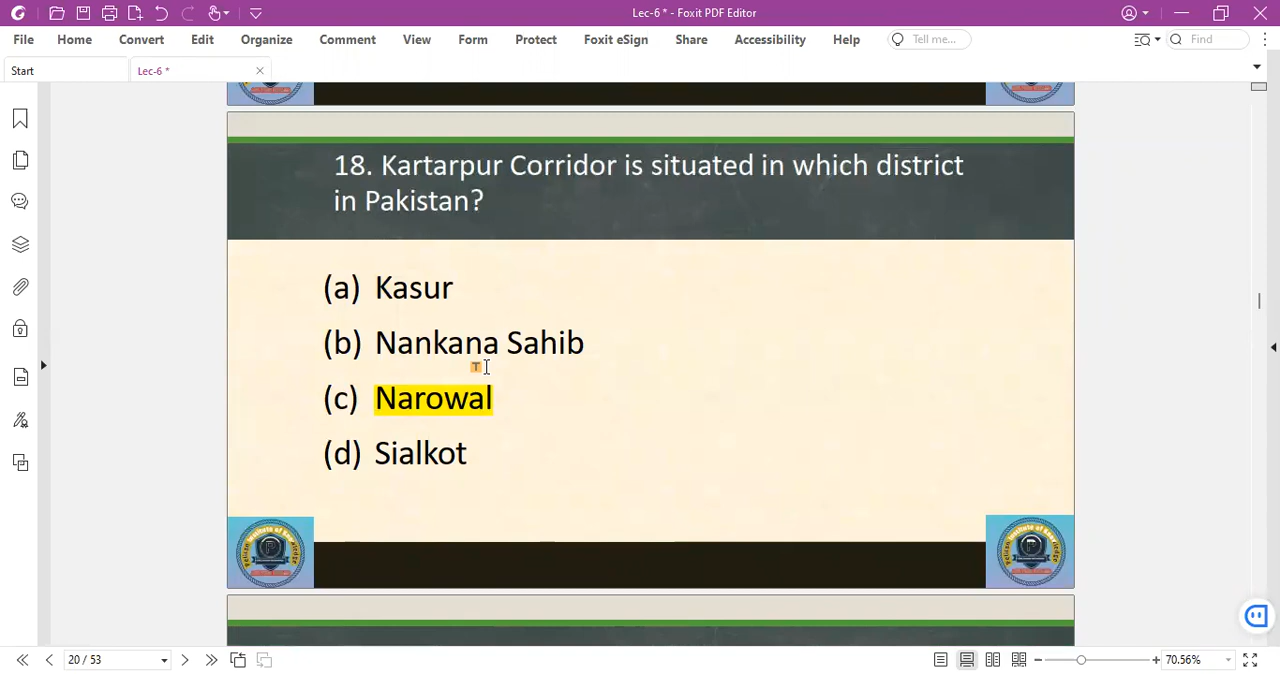 Lec-6 * - Foxit PDF Editor
File Home Convert Edit Organize Comment View Form Protect Foxit eSign Share Accessibility Help Tell me... Find
Start Lec-6 *
18. Kartarpur Corridor is situated in which district
in Pakistan?
(a) Kasur
(b) Nankana Sahib
T
(c) Narowal
(d) Sialkot
20 / 53 70.56%